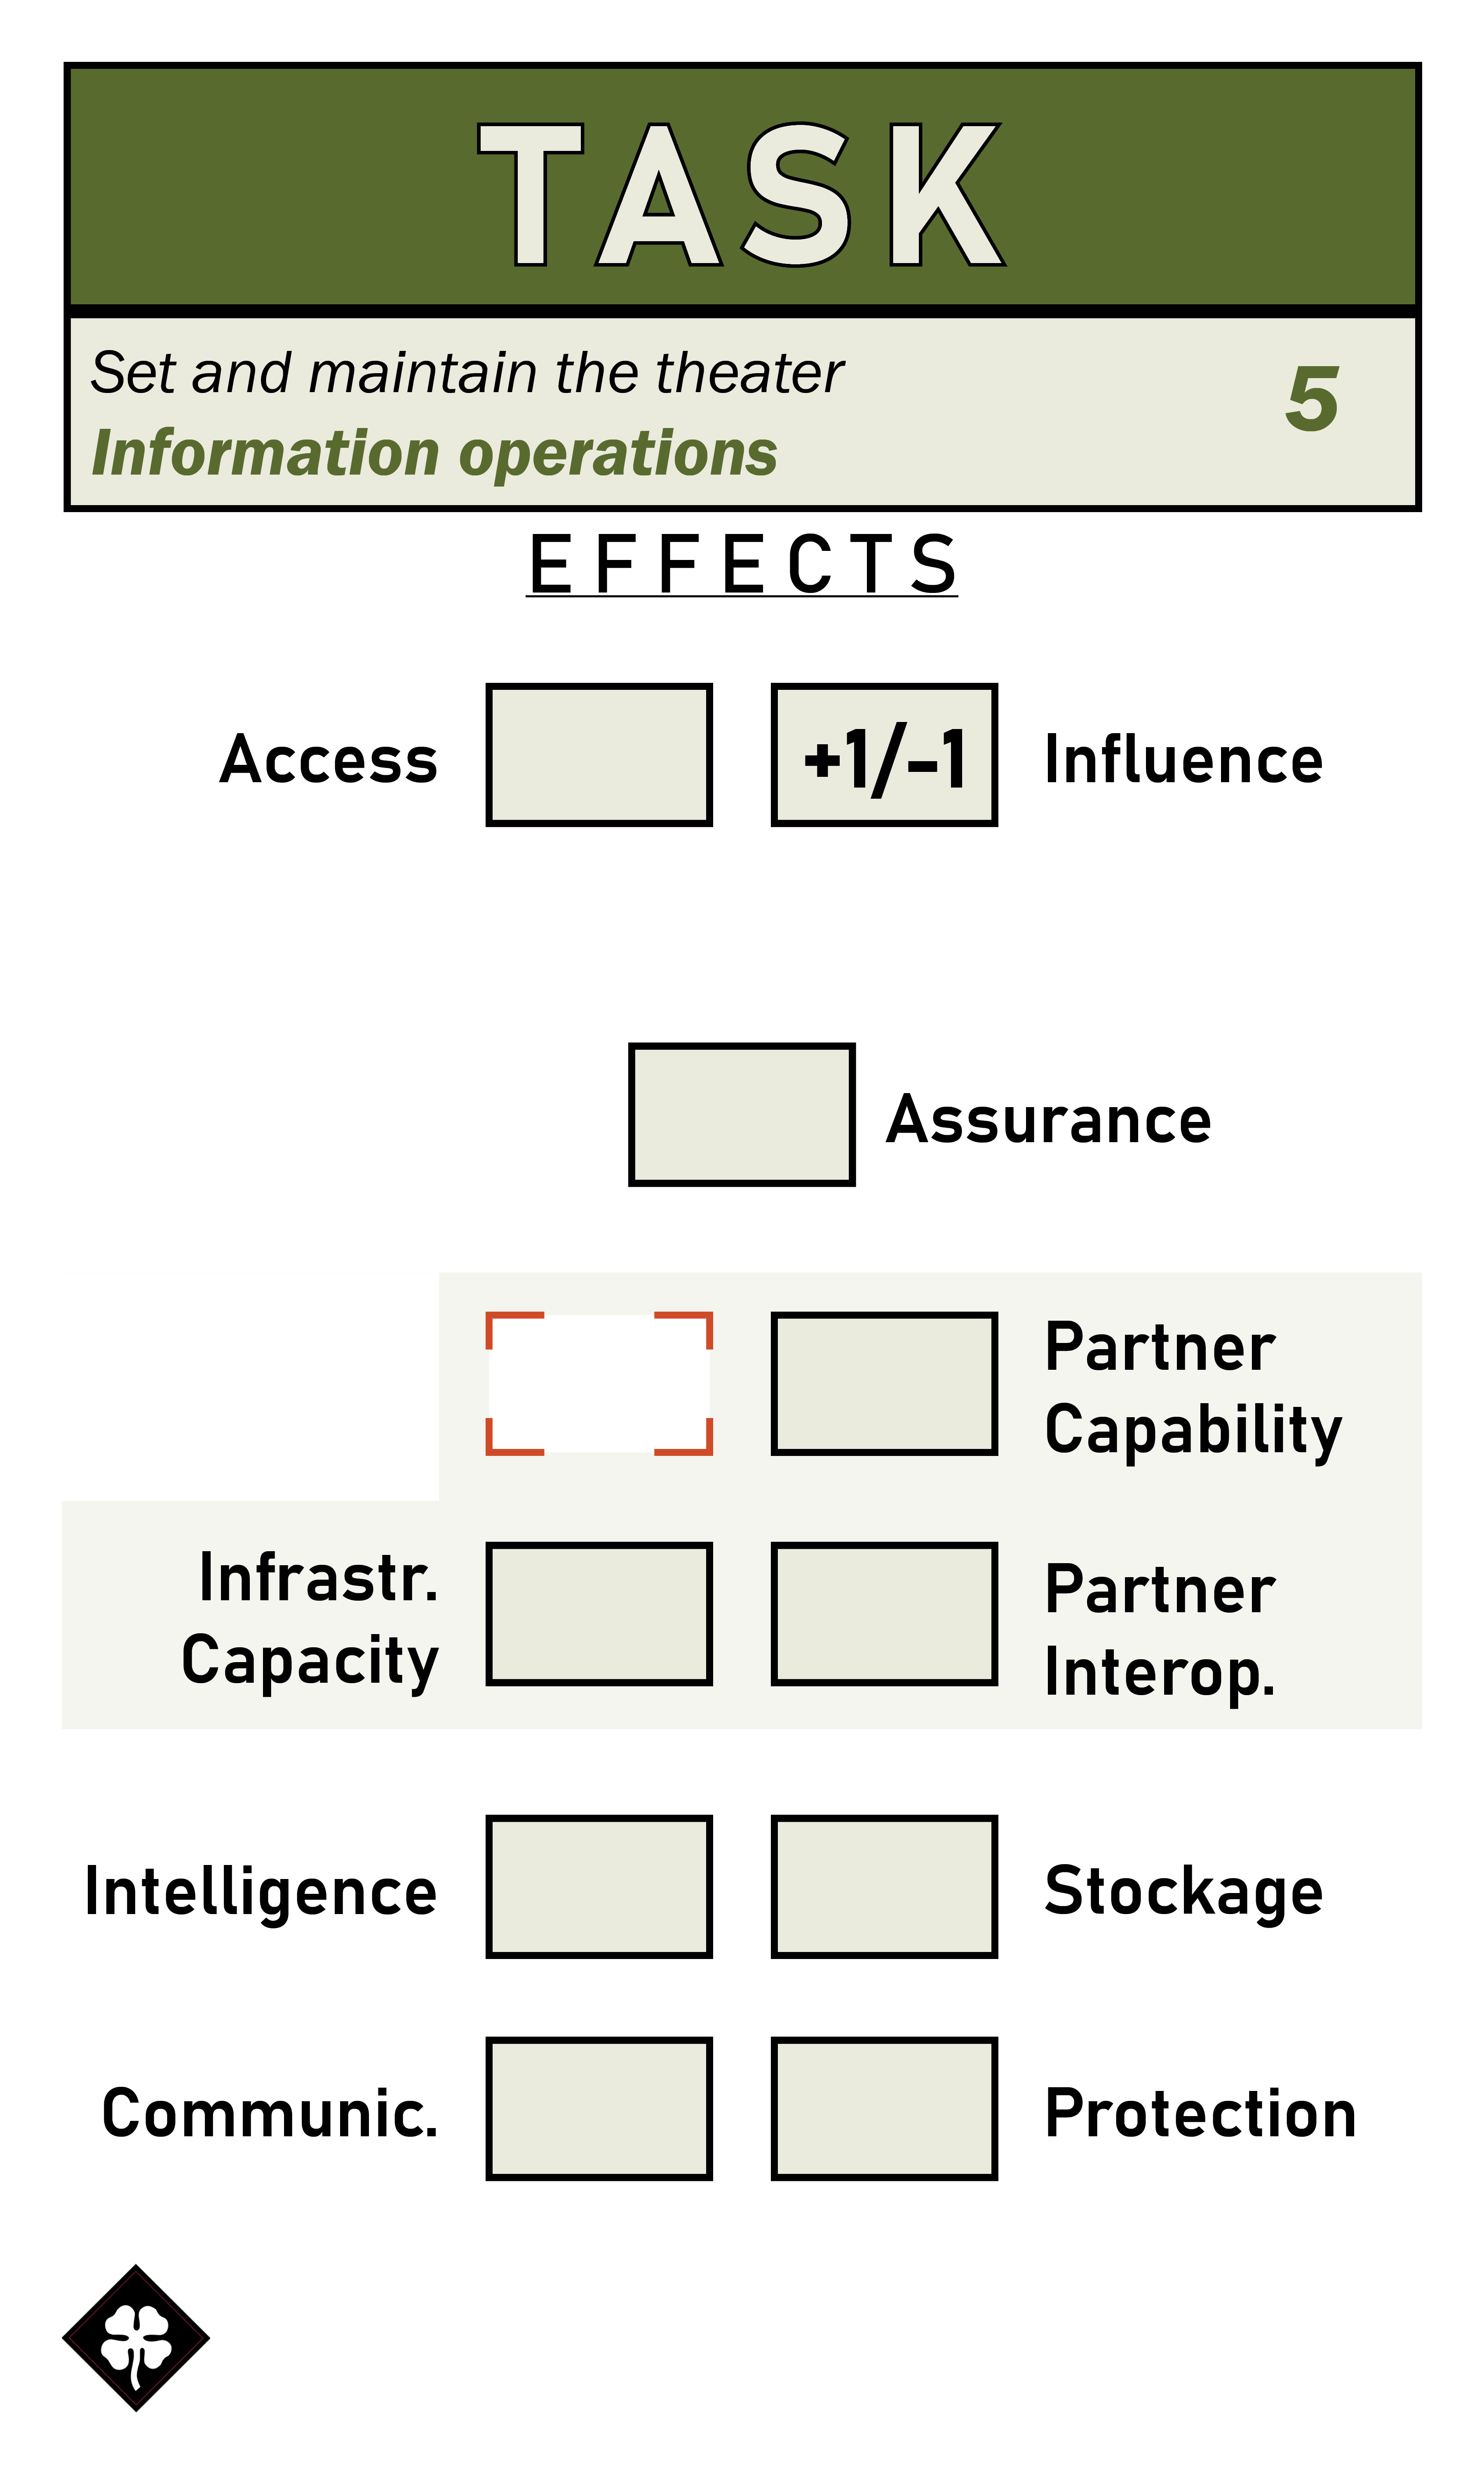 TASK
Set and maintain the theater
Information operations
5
EFFECTS
Access
+1/-1
Influence
Assurance
Partner
Capability
Infrastr.
Capacity
Partner
Interop.
Intelligence
Stockage
Communic.
Protection